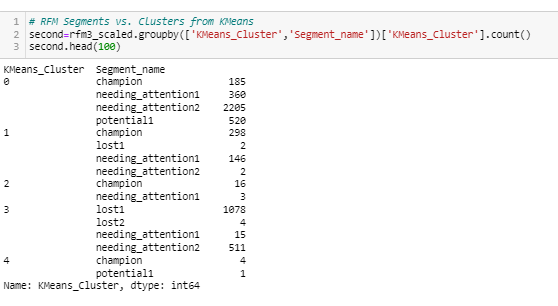 1 # RFM Segments vs. Clusters from KMeans
2 second=rfm3_scaled.groupby(['KMeans_Cluster','Segment_name'])['KMeans_Cluster'].count()
3 second.head(100)
KMeans_Cluster Segment_name
0 champion 185
needing_attention1 360
needing_attention2 2205
potential1 520
1 champion 298
lost1 2
needing_attention1 146
needing_attention2 2
2 champion 16
needing_attention1 3
3 lost1 1078
lost2 4
needing_attention1 15
needing_attention2 511
4 champion 4
potential1 1
Name: KMeans_Cluster, dtype: int64